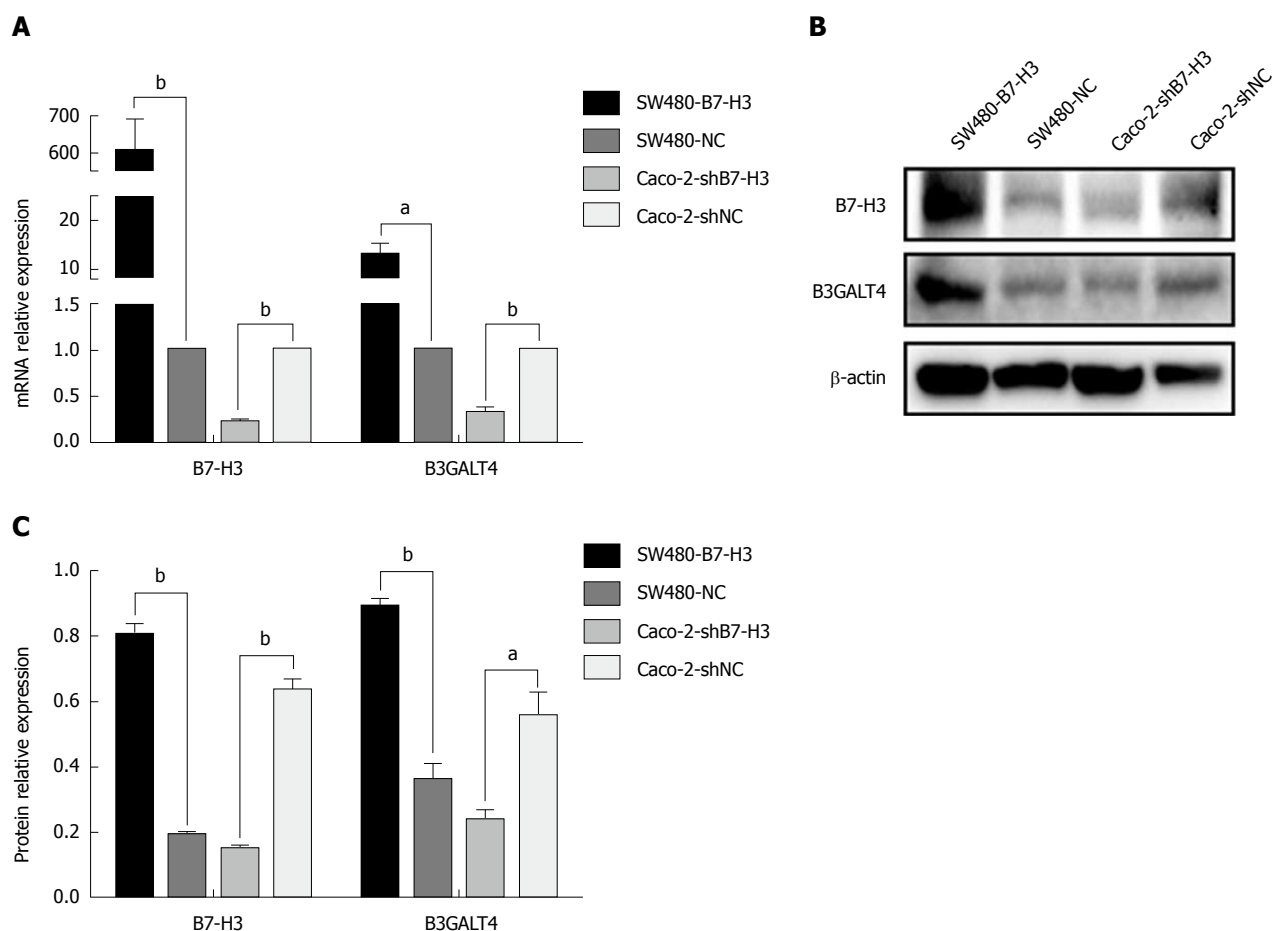 A
mRNA relative expression
700
600
20
10
1.5
1.0
0.5
0.0
b
b
a
b
B7-H3
B3GALT4
SW480-B7-H3
SW480-NC
Caco-2-shB7-H3
Caco-2-shNC
B
SW480-B7-H3
SW480-NC
Caco-2-shB7-H3
Caco-2-shNC
B7-H3
B3GALT4
β-actin
C
Protein relative expression
1.0
0.8
0.6
0.4
0.2
0.0
b
b
b
a
B7-H3
B3GALT4
SW480-B7-H3
SW480-NC
Caco-2-shB7-H3
Caco-2-shNC